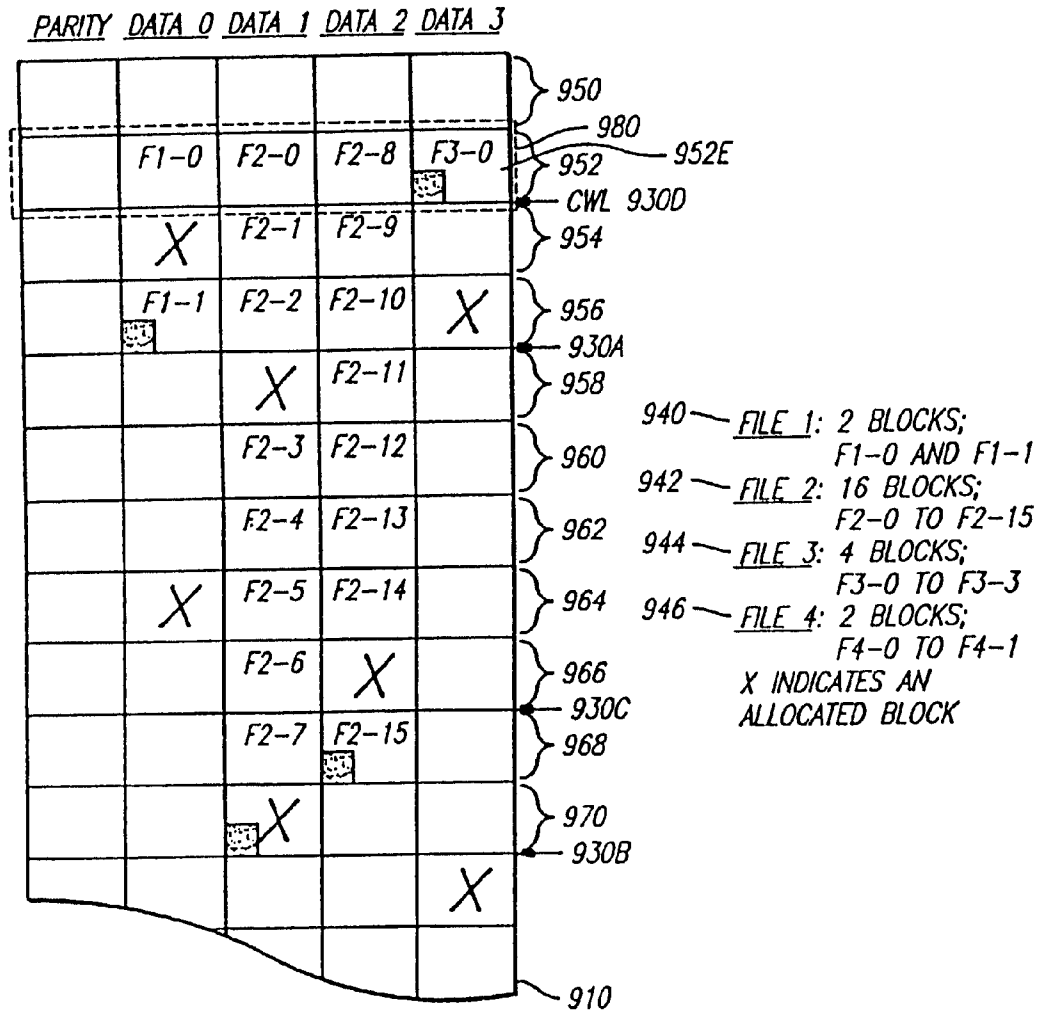 PARITY DATA 0 DATA 1 DATA 2 DATA 3
950
980
F1-0 F2-0 F2-8 F3-0 952 952E
CWL 930D
X F2-1 F2-9 954
F1-1 F2-2 F2-10 X 956
930A
X F2-11 958
F2-3 F2-12 960
F2-4 F2-13 962
X F2-5 F2-14 964
F2-6 X 966
930C
F2-7 F2-15 968
X 970
930B
X
910
940 FILE 1: 2 BLOCKS;
F1-0 AND F1-1
942 FILE 2: 16 BLOCKS;
F2-0 TO F2-15
944 FILE 3: 4 BLOCKS;
F3-0 TO F3-3
946 FILE 4: 2 BLOCKS;
F4-0 TO F4-1
X INDICATES AN
ALLOCATED BLOCK